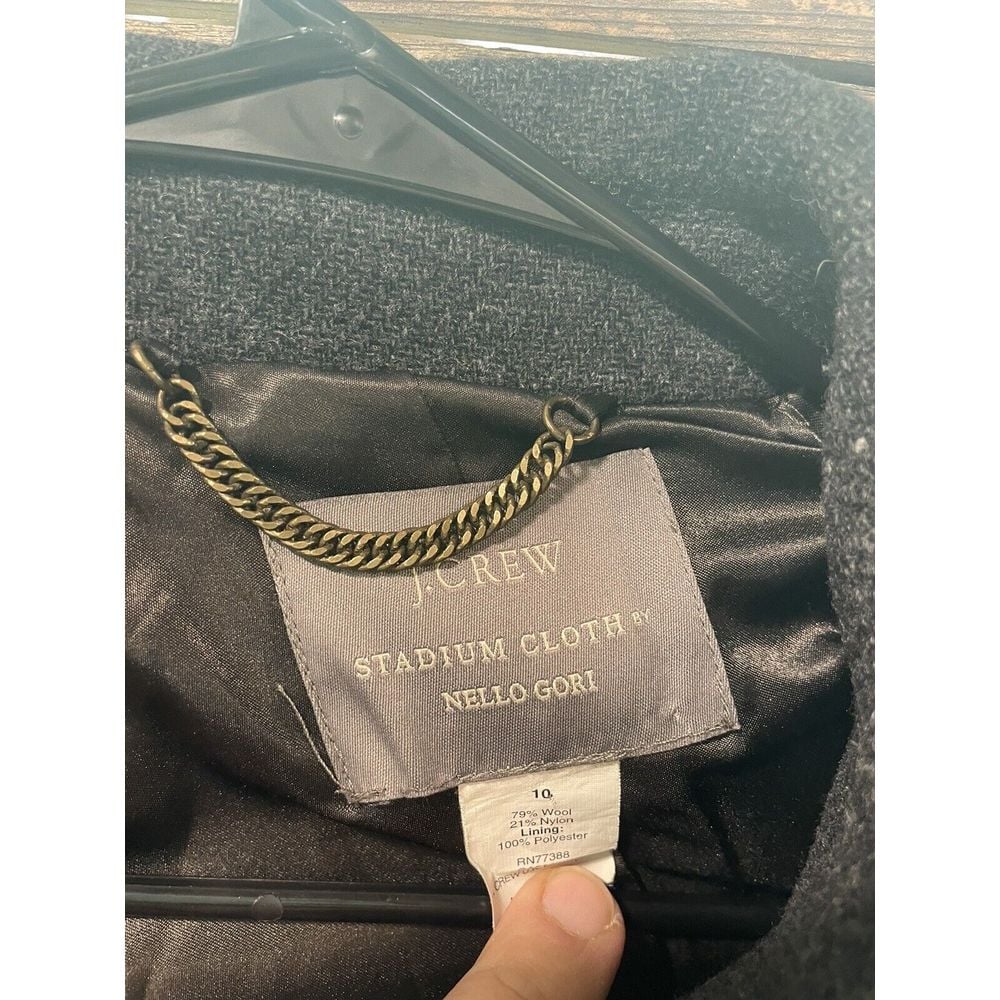 J.CREW
STADIUM CLOTH BY
NELLO GORI
10
79% Wool
21% Nylon
Lining:
100% Polyester
RN77388